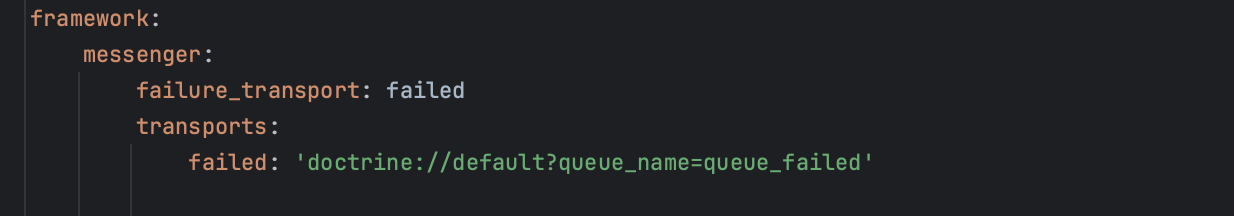 framework:
messenger:
failure_transport: failed
transports:
failed: 'doctrine://default?queue_name=queue_failed'